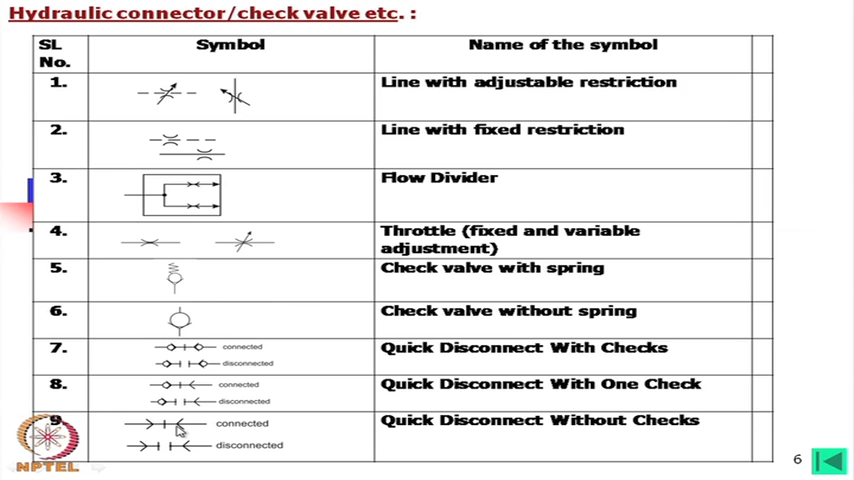 Hydraulic connector/check valve etc. :
SL No. Symbol Name of the symbol
1. Line with adjustable restriction
2. Line with fixed restriction
3. Flow Divider
4. Throttle (fixed and variable
adjustment)
5. Check valve with spring
6. Check valve without spring
7. connected Quick Disconnect With Checks
disconnected
8. connected Quick Disconnect With One Check
disconnected
9 connected Quick Disconnect Without Checks
disconnected
NPTEL
6